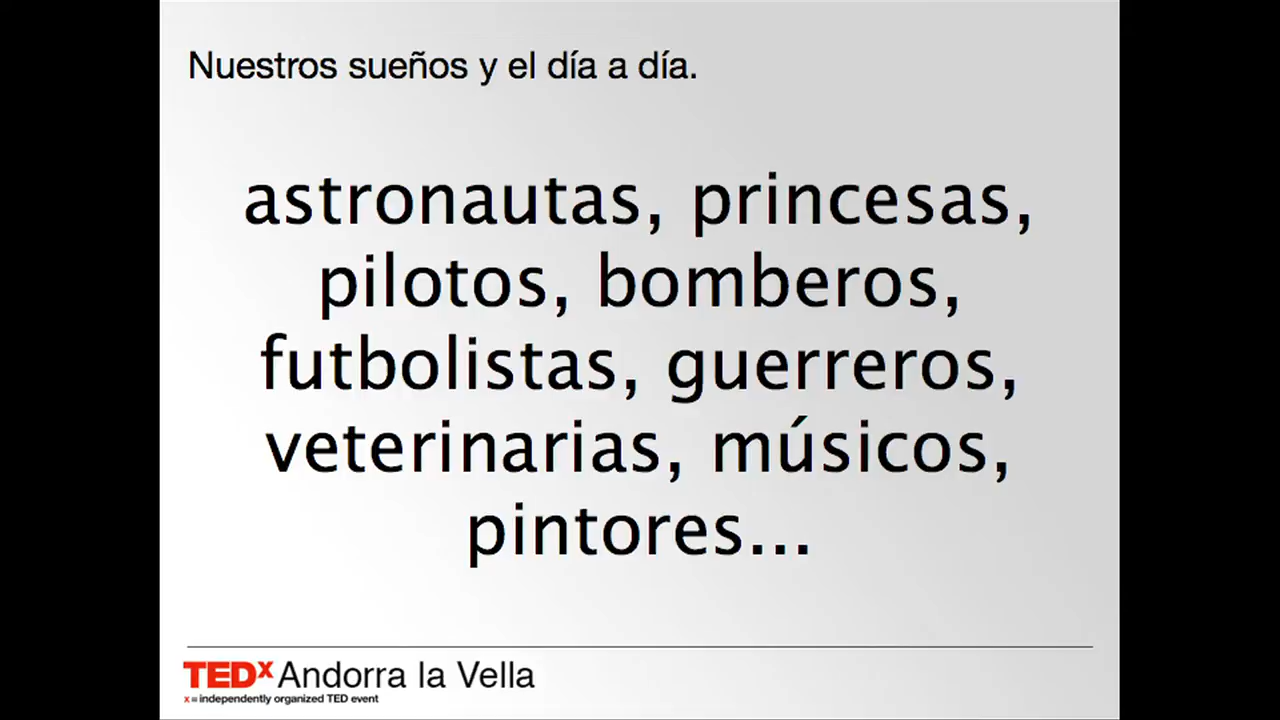 Nuestros sueños y el día a día.
astronautas, princesas,
pilotos, bomberos,
futbolistas, guerreros,
veterinarias, músicos,
pintores...
TEDx Andorra la Vella
x = independently organized TED event